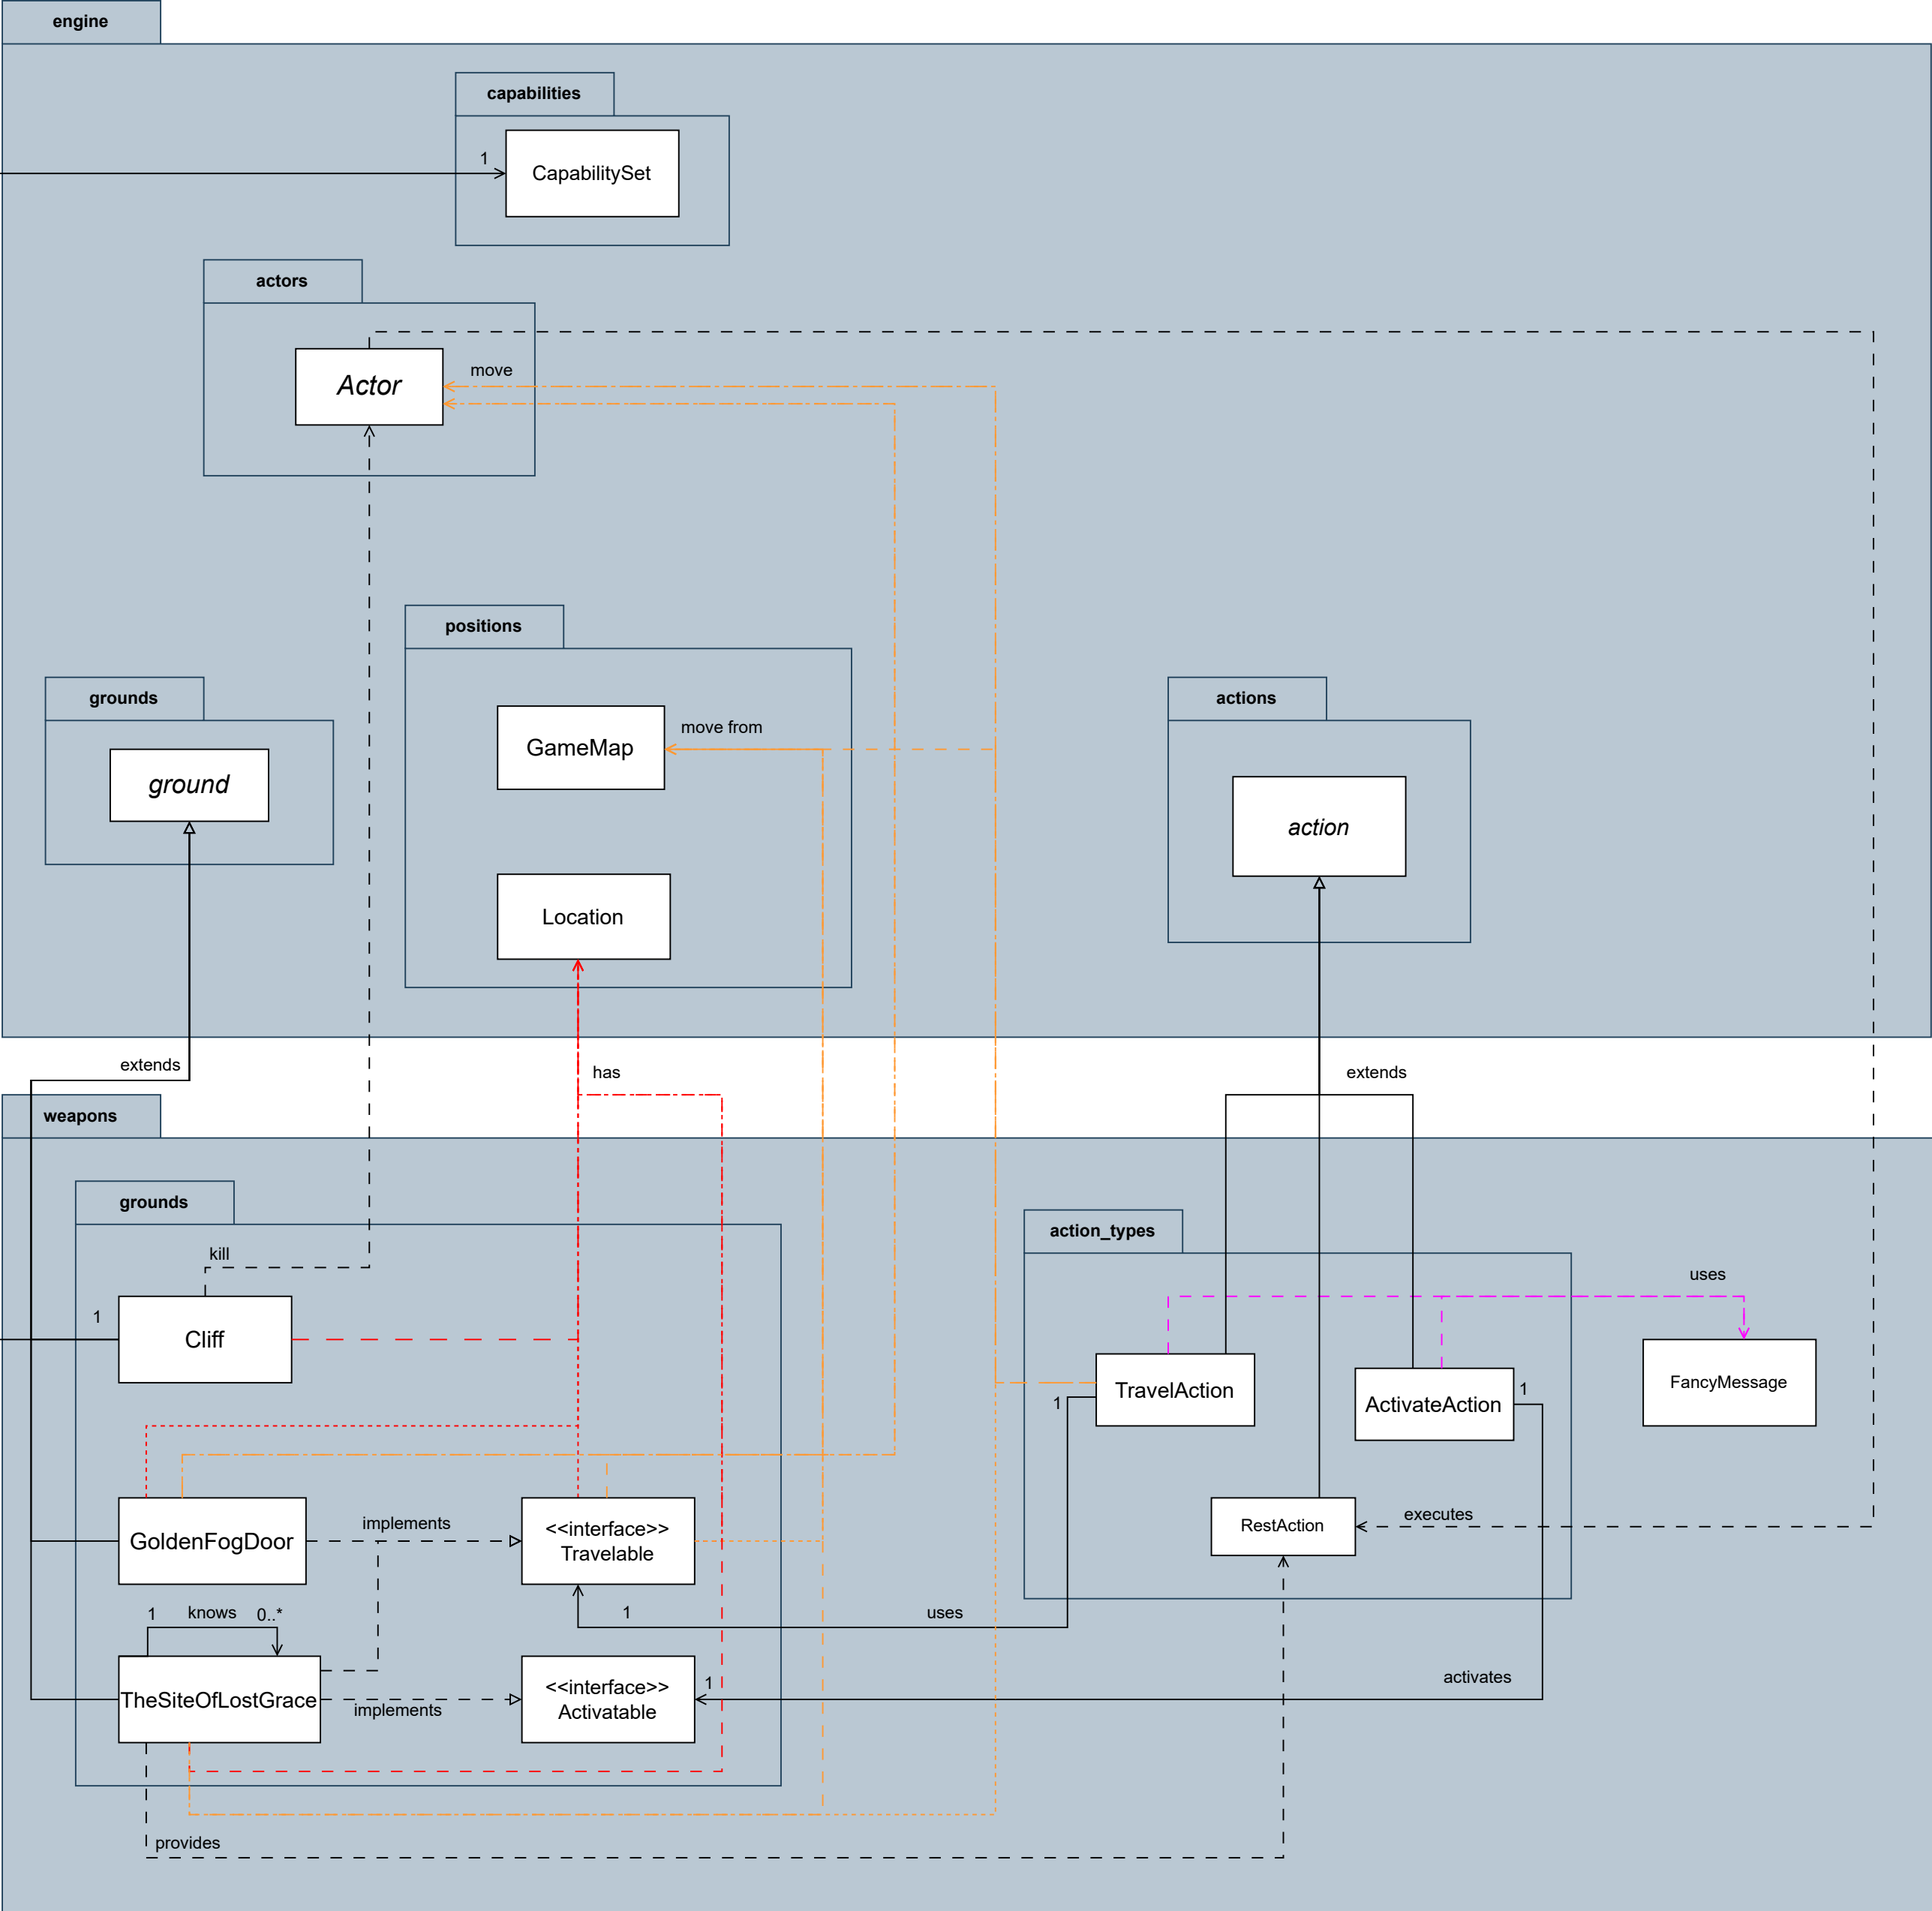 engine
capabilities
1
CapabilitySet
actors
move
Actor
positions
grounds
actions
move from
GameMap
ground
action
Location
extends
has
extends
weapons
grounds
action_types
kill
uses
1
Cliff
TravelAction
1
ActivateAction
1
FancyMessage
implements
executes
RestAction
GoldenFogDoor
<<interface>>
Travelable
1
knows
0..*
1
uses
TheSiteOfLostGrace
implements
<<interface>>
Activatable
1
activates
provides